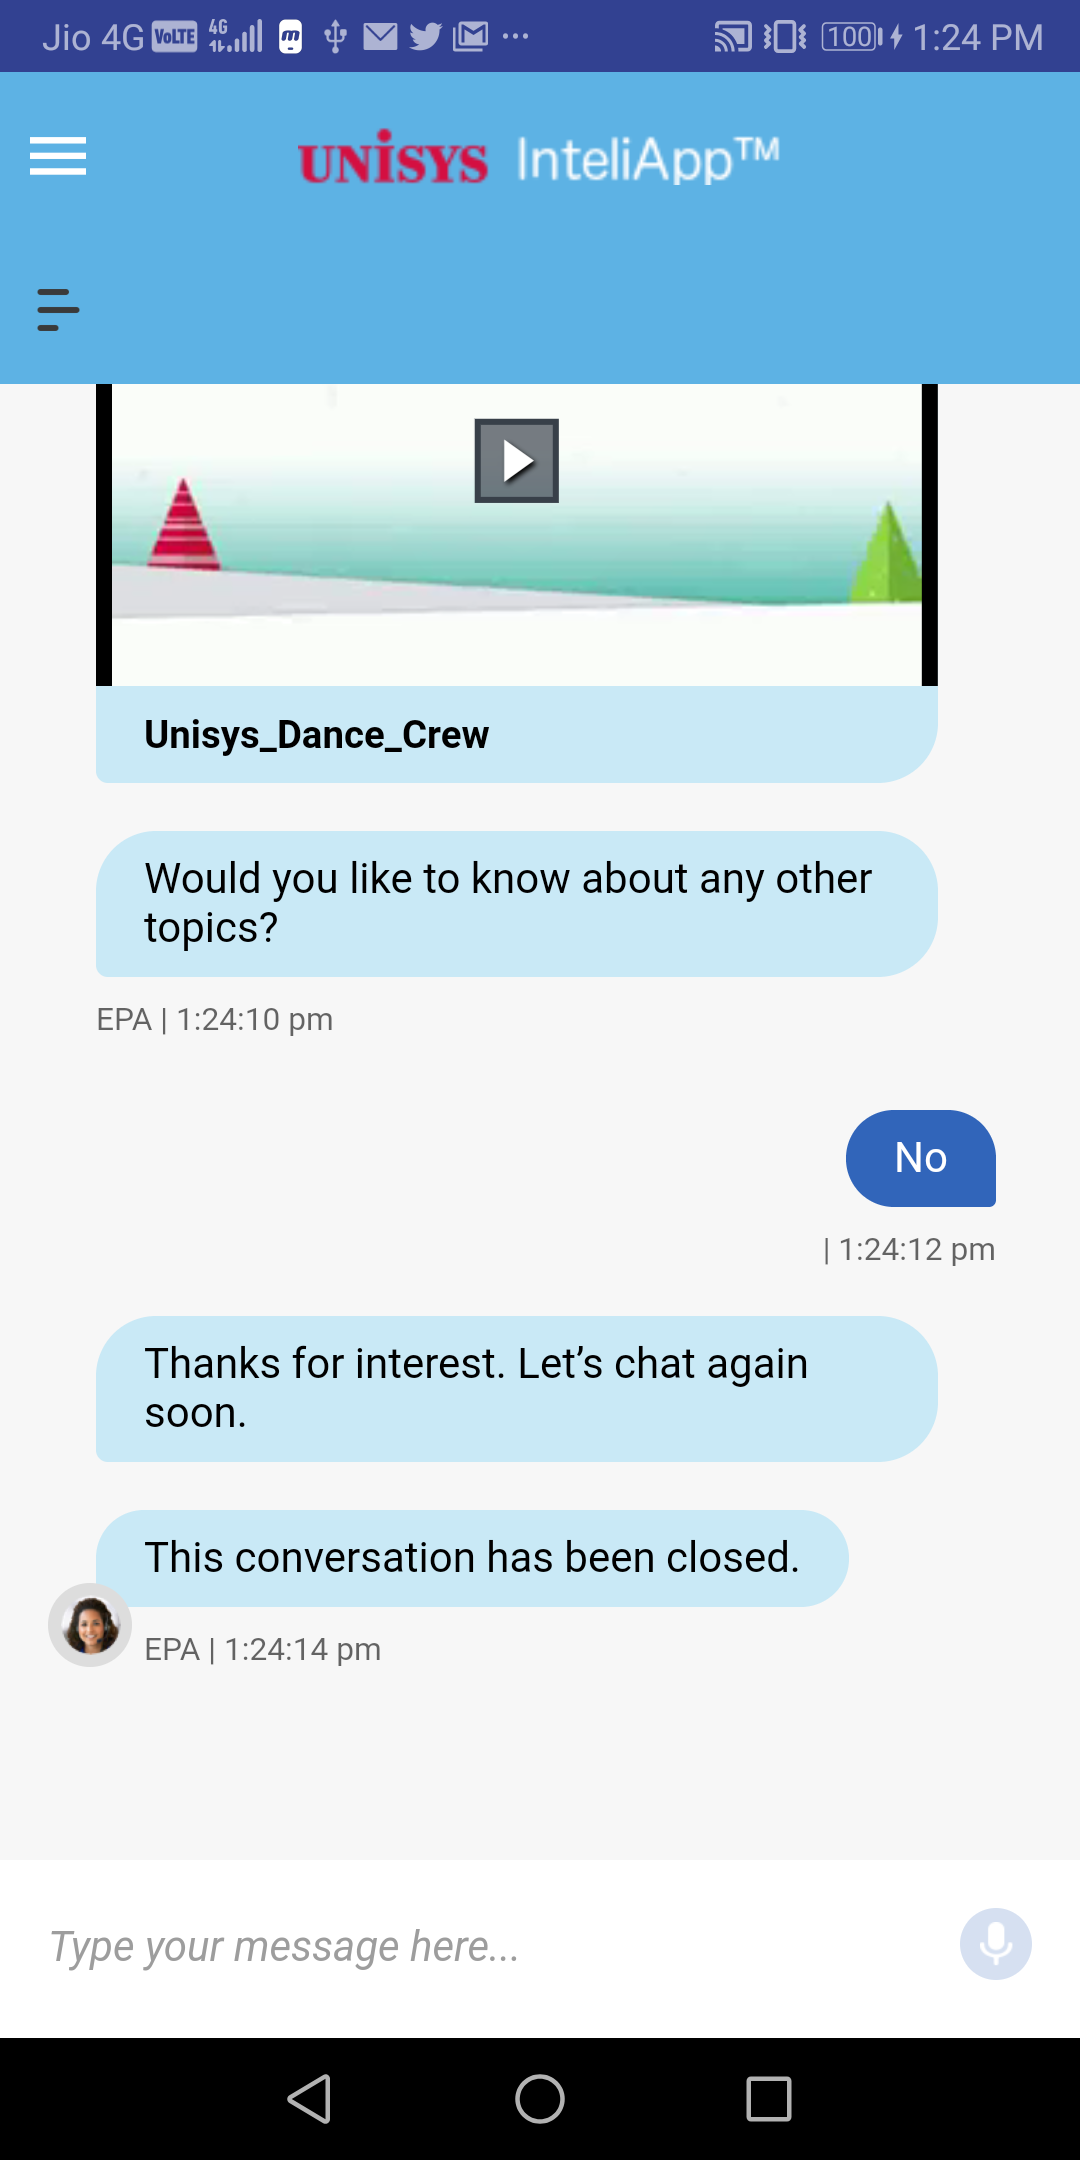 Jio 4G VoLTE 4G m 100 1:24 PM
UNiSYS InteliApp™
Unisys_Dance_Crew
Would you like to know about any other
topics?
EPA | 1:24:10 pm
No
| 1:24:12 pm
Thanks for interest. Let’s chat again
soon.
This conversation has been closed.
EPA | 1:24:14 pm
Type your message here...